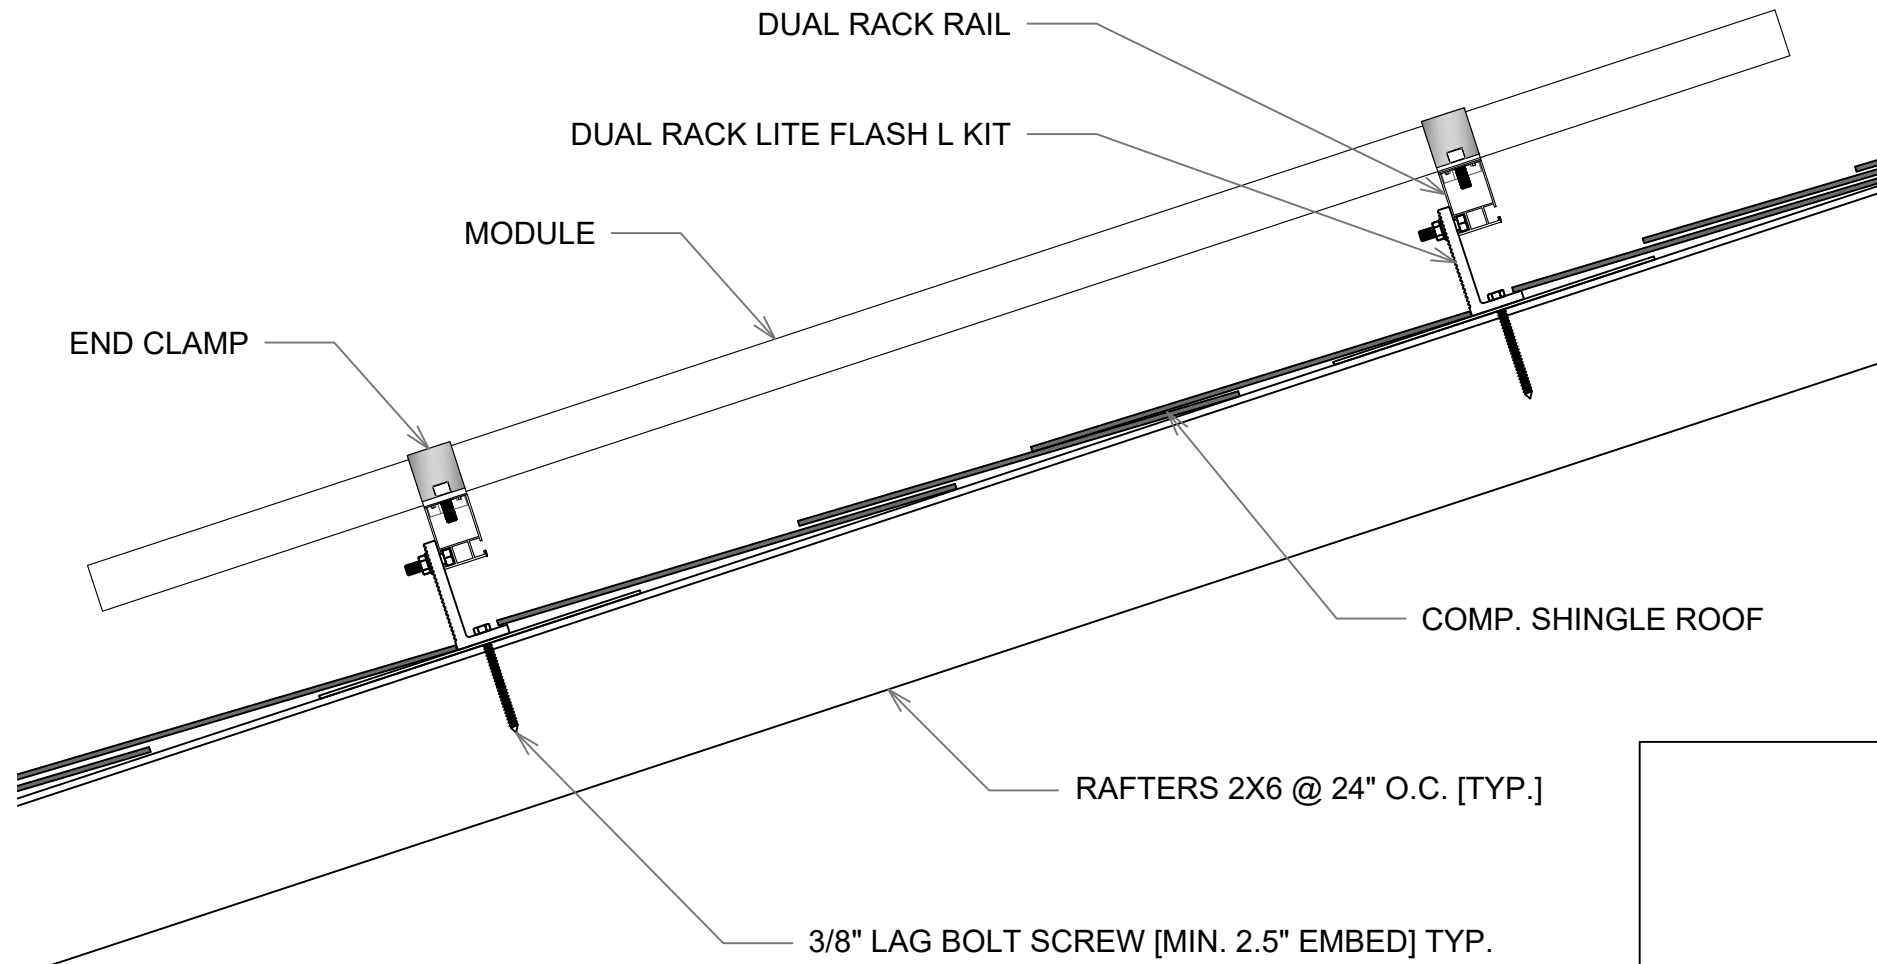 DUAL RACK RAIL
DUAL RACK LITE FLASH L KIT
MODULE
END CLAMP
COMP. SHINGLE ROOF
RAFTERS 2X6 @ 24" O.C. [TYP.]
3/8" LAG BOLT SCREW [MIN. 2.5" EMBED] TYP.